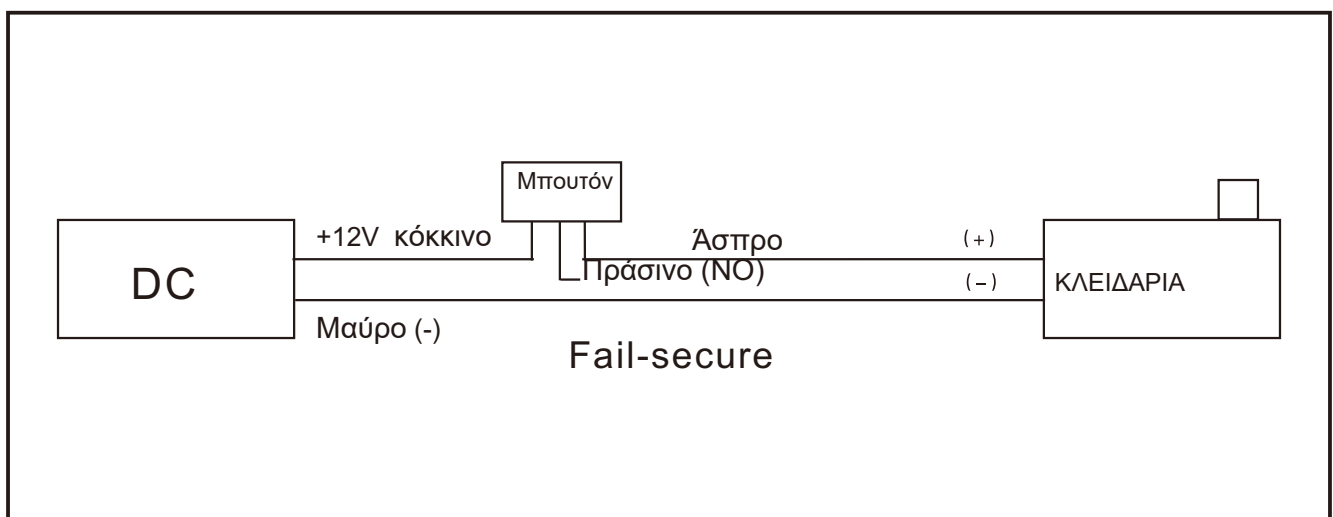 Μπουτόν
+12V κόκκινο
Άσπρο
(+)
DC
Πράσινο (NO)
(-)
ΚΛΕΙΔΑΡΙΑ
Μαύρο (-)
Fail-secure